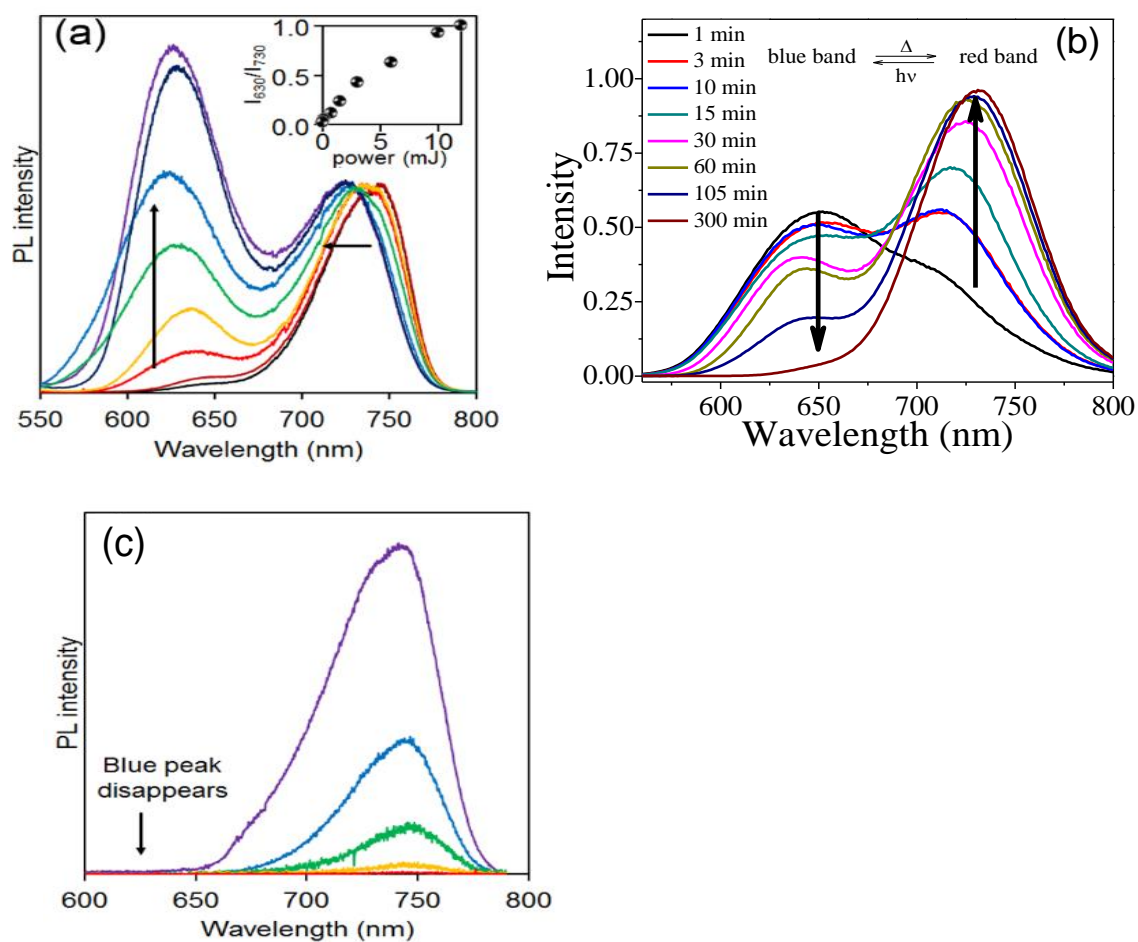 (a)
I630/I730
1.0
0.5
0.0
0 5 10
power (mJ)
PL intensity
550 600 650 700 750 800
Wavelength (nm)
(b)
1 min
3 min
10 min
15 min
30 min
60 min
105 min
300 min
blue band Δ hν red band
1.00
0.75
0.50
0.25
0.00
Intensity
600 650 700 750 800
Wavelength (nm)
(c)
PL intensity
Blue peak
disappears
600 650 700 750 800
Wavelength (nm)